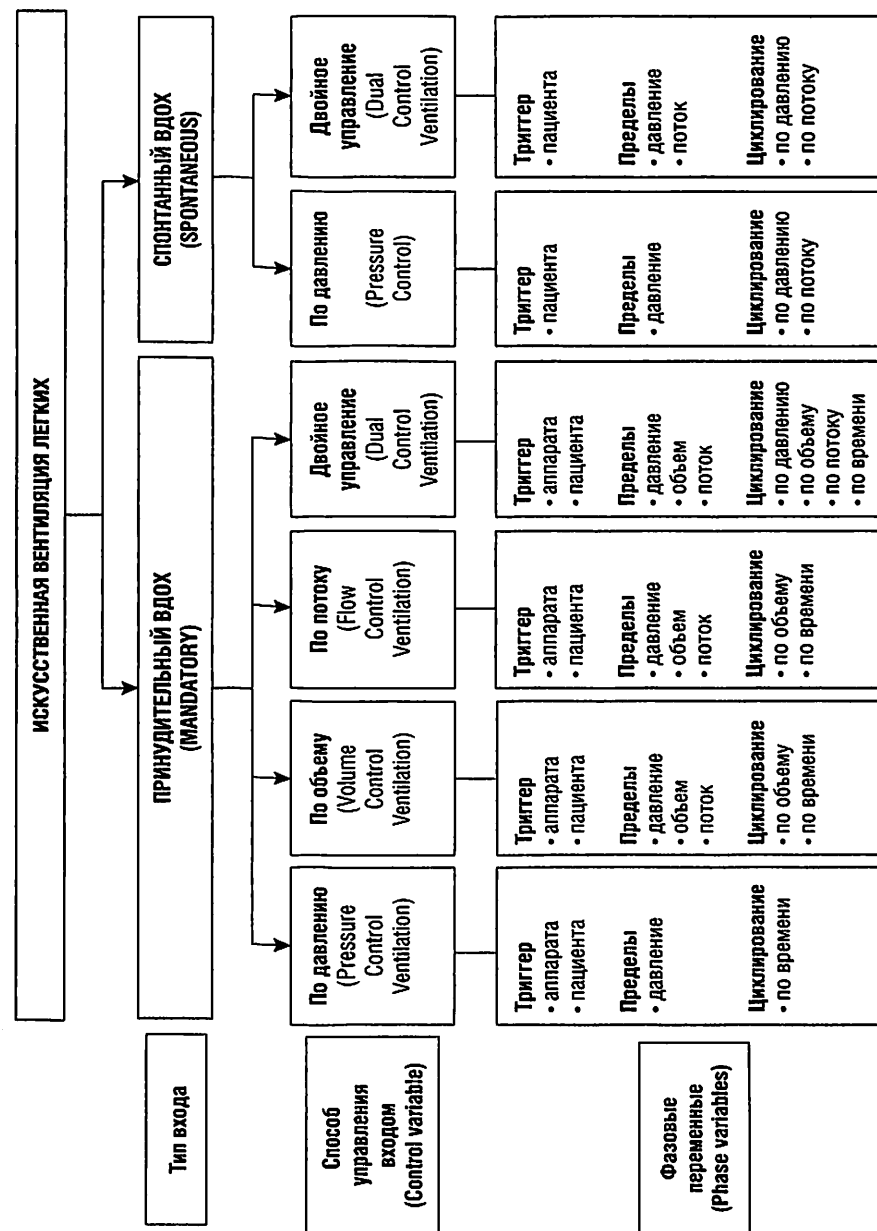 ИСКУССТВЕННАЯ ВЕНТИЛЯЦИЯ ЛЕГКИХ
Тип входа
ПРИНУДИТЕЛЬНЫЙ ВДОХ
(MANDATORY)
СПОНТАННЫЙ ВДОХ
(SPONTANEOUS)
Способ
управления
входом
(Control variable)
По давлению
(Pressure
Control
Ventilation)
По объему
(Volume
Control
Ventilation)
По потоку
(Flow
Control
Ventilation)
Двойное
управление
(Dual
Control
Ventilation)
По давлению
(Pressure
Control)
Двойное
управление
(Dual
Control
Ventilation)
Фазовые
переменные
(Phase variables)
Триггер
• аппарата
• пациента
Пределы
• давление
Циклирование
• по времени
Триггер
• аппарата
• пациента
Пределы
• давление
• объем
• поток
Циклирование
• по объему
• по времени
Триггер
• аппарата
• пациента
Пределы
• давление
• объем
• поток
Циклирование
• по объему
• по времени
Триггер
• аппарата
• пациента
Пределы
• давление
• объем
• поток
Циклирование
• по давлению
• по объему
• по потоку
• по времени
Триггер
• пациента
Пределы
• давление
Циклирование
• по давлению
• по потоку
Триггер
• пациента
Пределы
• давление
• поток
Циклирование
• по давлению
• по потоку